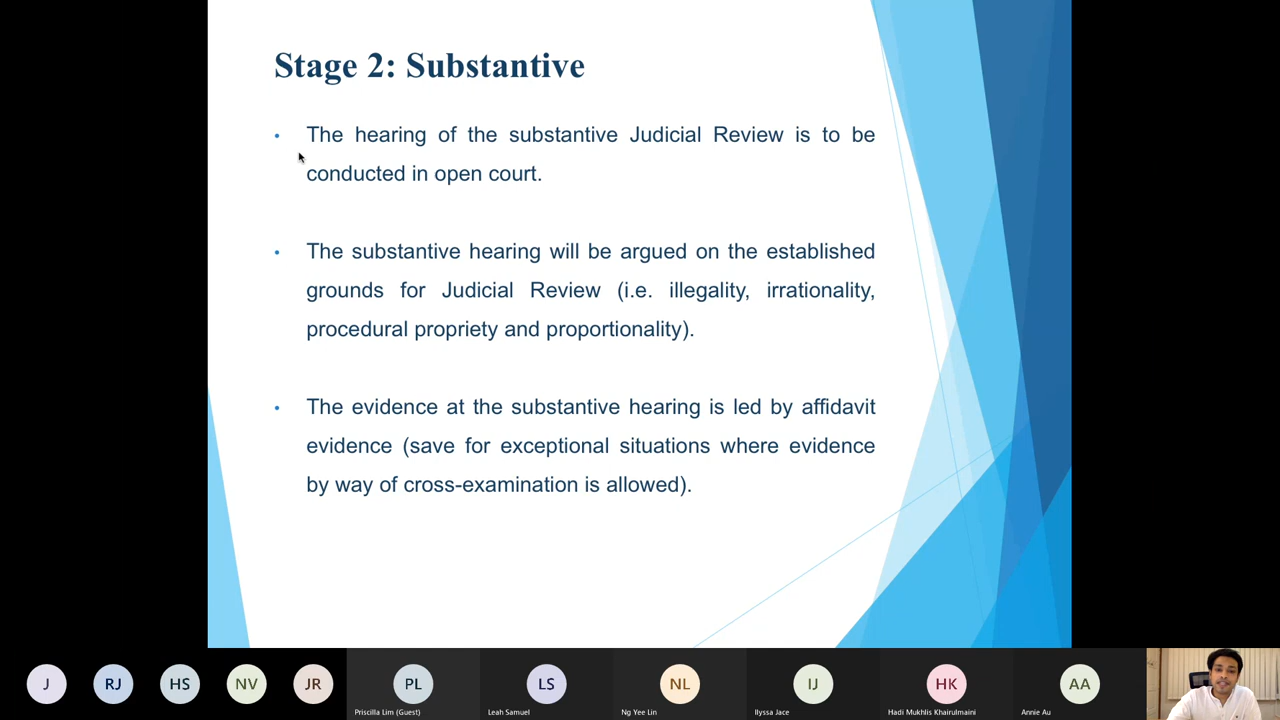 Stage 2: Substantive
• The hearing of the substantive Judicial Review is to be
conducted in open court.
• The substantive hearing will be argued on the established
grounds for Judicial Review (i.e. illegality, irrationality,
procedural propriety and proportionality).
• The evidence at the substantive hearing is led by affidavit
evidence (save for exceptional situations where evidence
by way of cross-examination is allowed).
J
RJ
HS
NV
JR
PL
LS
NL
IJ
HK
AA
Priscilla Lim (Guest)
Leah Samuel
Ng Yee Lin
Ilyssa Jace
Hadi Mukhlis Khairulmaini
Annie Au